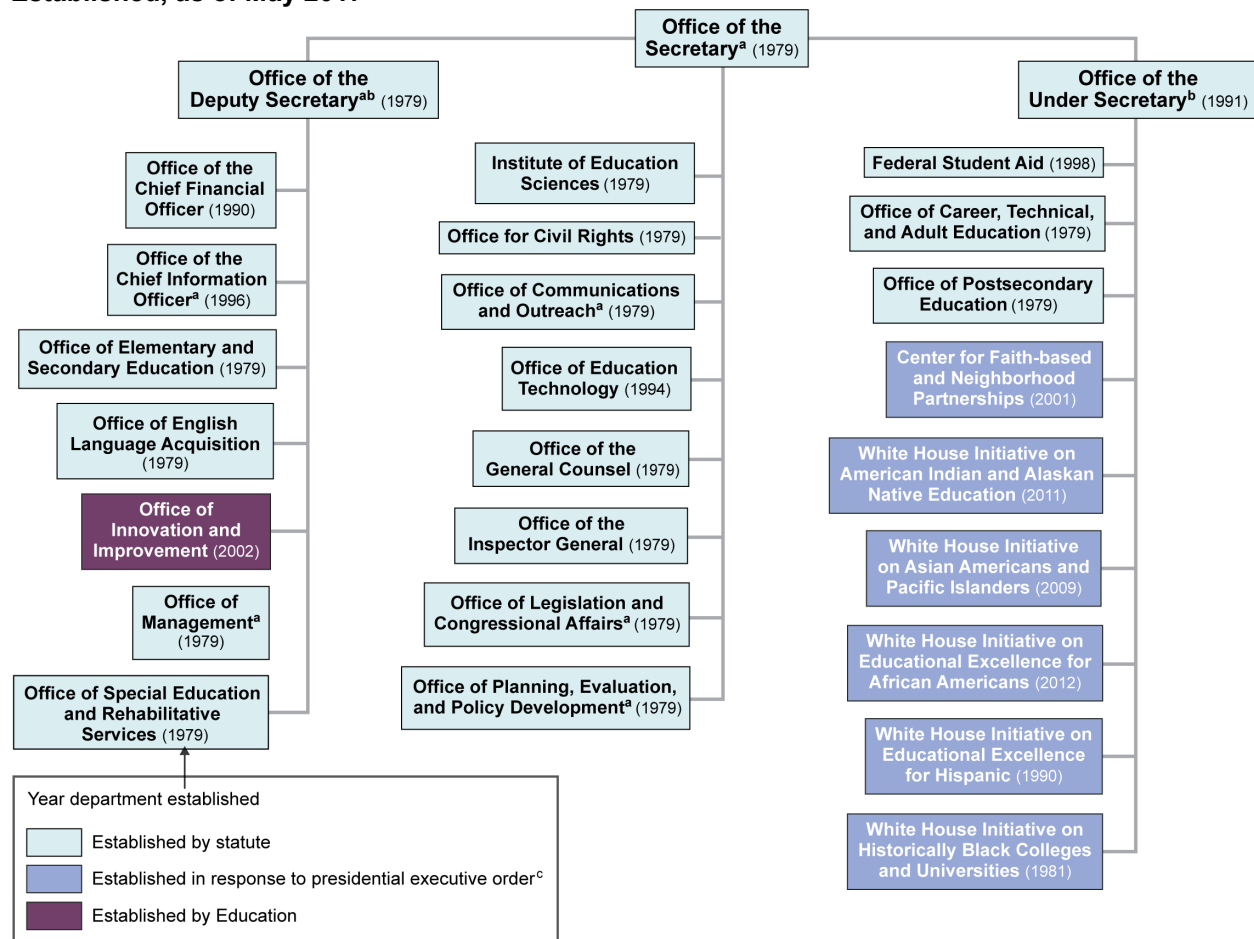 Office of the
Secretaryᵃ (1979)
Office of the
Deputy Secretaryᵃᵇ (1979)
Office of the
Chief Financial
Officer (1990)
Office of the
Chief Information
Officerᵃ (1996)
Office of Elementary and
Secondary Education (1979)
Office of English
Language Acquisition
(1979)
Office of
Innovation and
Improvement (2002)
Office of
Managementᵃ
(1979)
Office of Special Education
and Rehabilitative
Services (1979)
Institute of Education
Sciences (1979)
Office for Civil Rights (1979)
Office of Communications
and Outreachᵃ (1979)
Office of Education
Technology (1994)
Office of the
General Counsel (1979)
Office of the
Inspector General (1979)
Office of Legislation and
Congressional Affairsᵃ (1979)
Office of Planning, Evaluation,
and Policy Developmentᵃ (1979)
Office of the
Under Secretaryᵇ (1991)
Federal Student Aid (1998)
Office of Career, Technical,
and Adult Education (1979)
Office of Postsecondary
Education (1979)
Center for Faith-based
and Neighborhood
Partnerships (2001)
White House Initiative on
American Indian and Alaskan
Native Education (2011)
White House Initiative
on Asian Americans and
Pacific Islanders (2009)
White House Initiative on
Educational Excellence for
African Americans (2012)
White House Initiative on
Educational Excellence
for Hispanic (1990)
White House Initiative on
Historically Black Colleges
and Universities (1981)
Year department established
Established by statute
Established in response to presidential executive orderᶜ
Established by Education